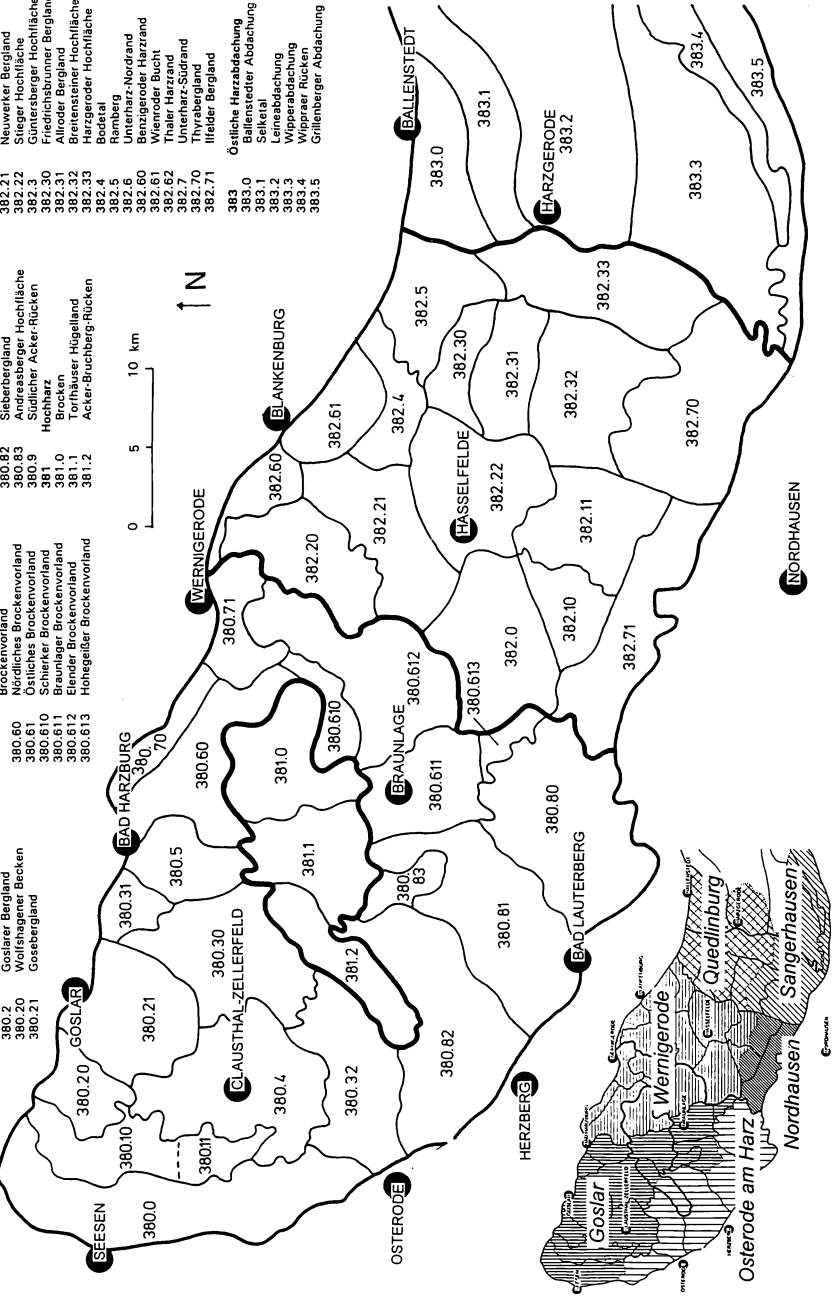 380.2 Goslarer Bergland
380.20 Wolfshagener Becken
380.21 Gosebergland
Brockenvorland
380.60 Nördliches Brockenvorland
380.61 Östliches Brockenvorland
380.610 Schierker Brockenvorland
380.611 Braunlager Brockenvorland
380.612 Elender Brockenvorland
380.613 Hohegeißer Brockenvorland
380.82 Sieberbergland
380.83 Andreasberger Hochfläche
380.9 Südlicher Acker-Rücken
381 Hochharz
381.0 Brocken
381.1 Torfhäuser Hügelland
381.2 Acker-Bruchberg-Rücken
382.21 Neuwerker Bergland
382.22 Stieger Hochfläche
382.3 Güntersberger Hochfläche
382.30 Friedrichsbrunner Bergland
382.31 Allroder Bergland
382.32 Breitensteiner Hochfläche
382.33 Harzgeroder Hochfläche
382.4 Bodetal
382.5 Ramberg
382.6 Unterharz-Nordrand
382.60 Benzigeroder Harzrand
382.61 Wienroder Bucht
382.62 Thaler Harzrand
382.7 Unterharz-Südrand
382.70 Thyrabergland
382.71 Ilfelder Bergland
383 Östliche Harzabdachung
383.0 Ballenstedter Abdachung
383.1 Selketal
383.2 Leineabdachung
383.3 Wipperabdachung
383.4 Wippraer Rücken
383.5 Grillenberger Abdachung
0 5 10 km
N
SEESEN
GOSLAR
BAD HARZBURG
WERNIGERODE
BLANKENBURG
BALLENSTEDT
CLAUSTHAL-ZELLERFELD
BRAUNLAGE
HASSELFELDE
HARZGERODE
OSTERODE
HERZBERG
BAD LAUTERBERG
NORDHAUSEN
380.0
380.10
380.11
380.20
380.21
380.30
380.31
380.32
380.4
380.5
380.60
380.70
380.71
380.610
380.611
380.612
380.613
380.80
380.81
380.82
380.83
381.0
381.1
381.2
382.0
382.10
382.11
382.20
382.21
382.22
382.30
382.31
382.32
382.33
382.4
382.5
382.60
382.61
382.70
382.71
383.0
383.1
383.2
383.3
383.4
383.5
Goslar
Wernigerode
Quedlinburg
Osterode am Harz
Nordhausen
Sangerhausen